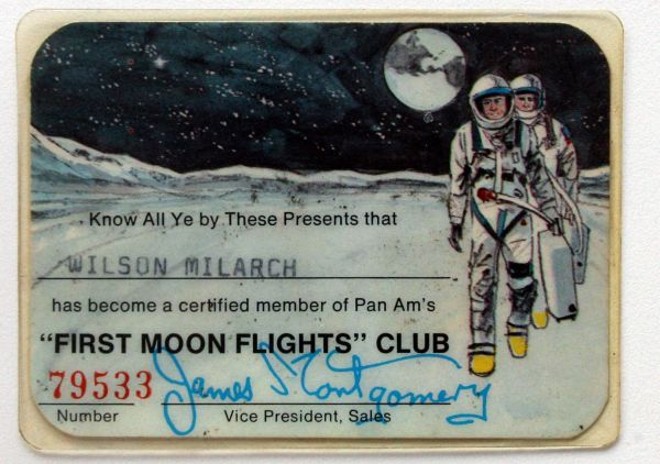 Know All Ye by These Presents that
WILSON MILARCH
has become a certified member of Pan Am's
"FIRST MOON FLIGHTS" CLUB
79533 James Montgomery
Number Vice President, Sales